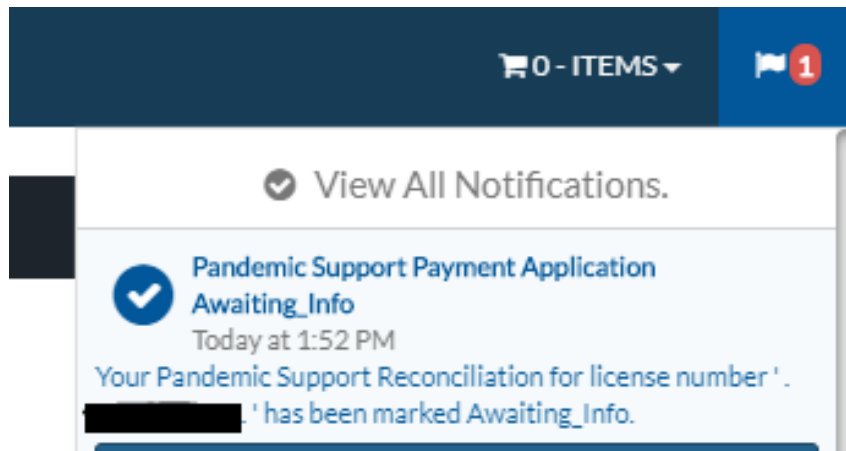 0 - ITEMS
1
View All Notifications.
Pandemic Support Payment Application
Awaiting_Info
Today at 1:52 PM
Your Pandemic Support Reconciliation for license number ' .
. ' has been marked Awaiting_Info.